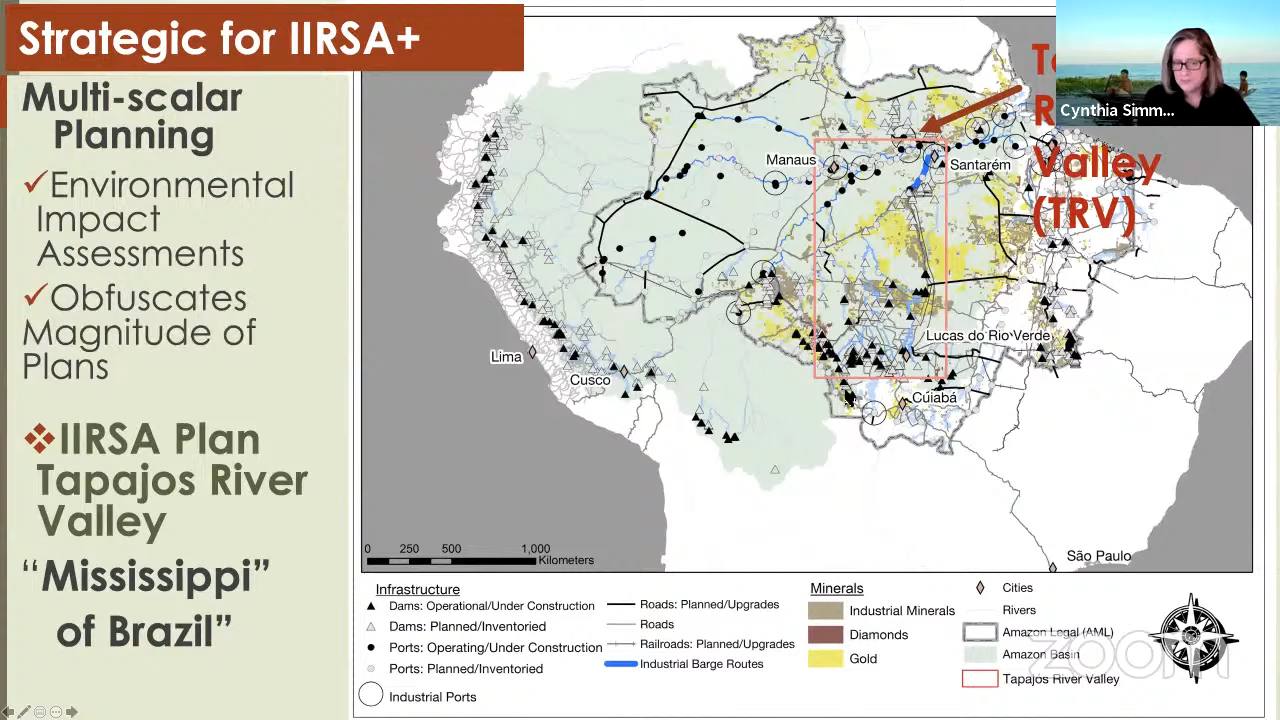 Strategic for IIRSA+
Multi-scalar
Planning
✓Environmental
Impact
Assessments
✓Obfuscates
Magnitude of
Plans
❖IIRSA Plan
Tapajos River
Valley
“Mississippi”
of Brazil”
Valley
(TRV)
Cynthia Simm...
Manaus
Santarém
Lucas do Rio Verde
Lima
Cusco
Cuiabá
São Paulo
0 250 500 1,000
Kilometers
Infrastructure
Dams: Operational/Under Construction
Dams: Planned/Inventoried
Ports: Operating/Under Construction
Ports: Planned/Inventoried
Industrial Ports
Roads: Planned/Upgrades
Roads
Railroads: Planned/Upgrades
Industrial Barge Routes
Minerals
Industrial Minerals
Diamonds
Gold
Cities
Rivers
Amazon Legal (AML)
Amazon Basin
Tapajos River Valley
zoom